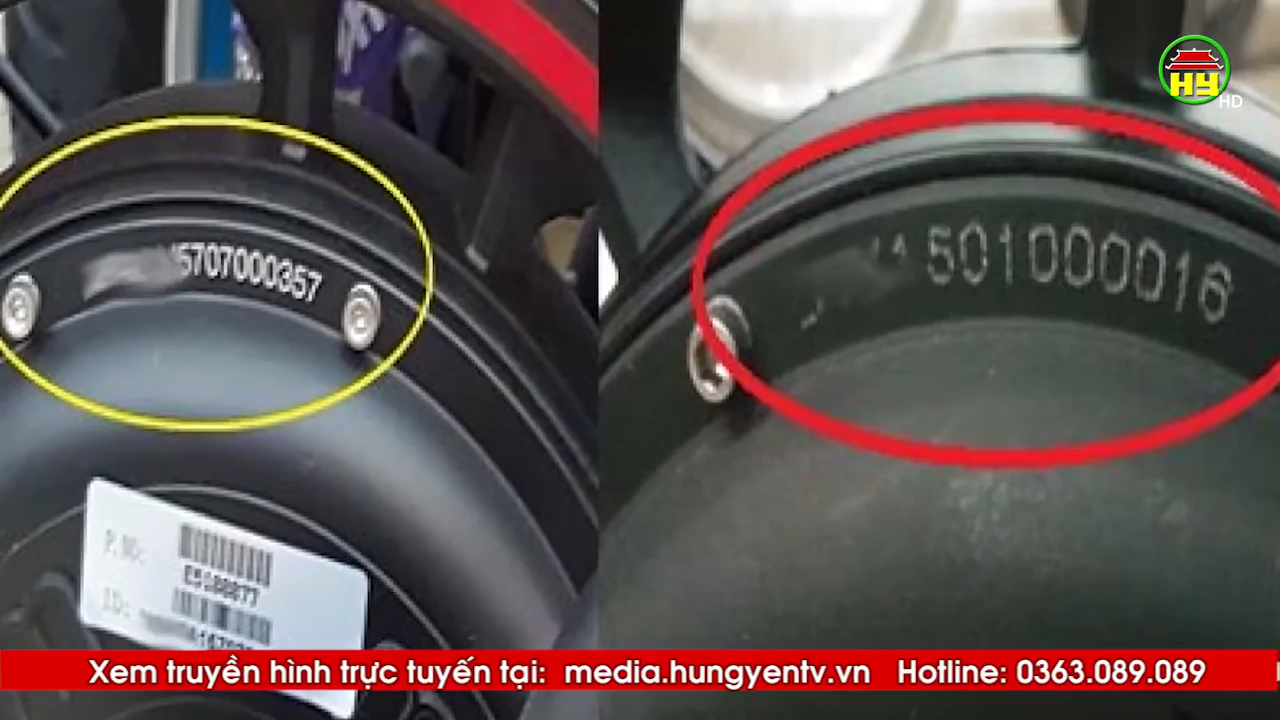 HY
HD
5707000357
501000016
P.NO:
E5100077
ID:
Xem truyền hình trực tuyến tại: media.hungyentv.vn Hotline: 0363.089.089